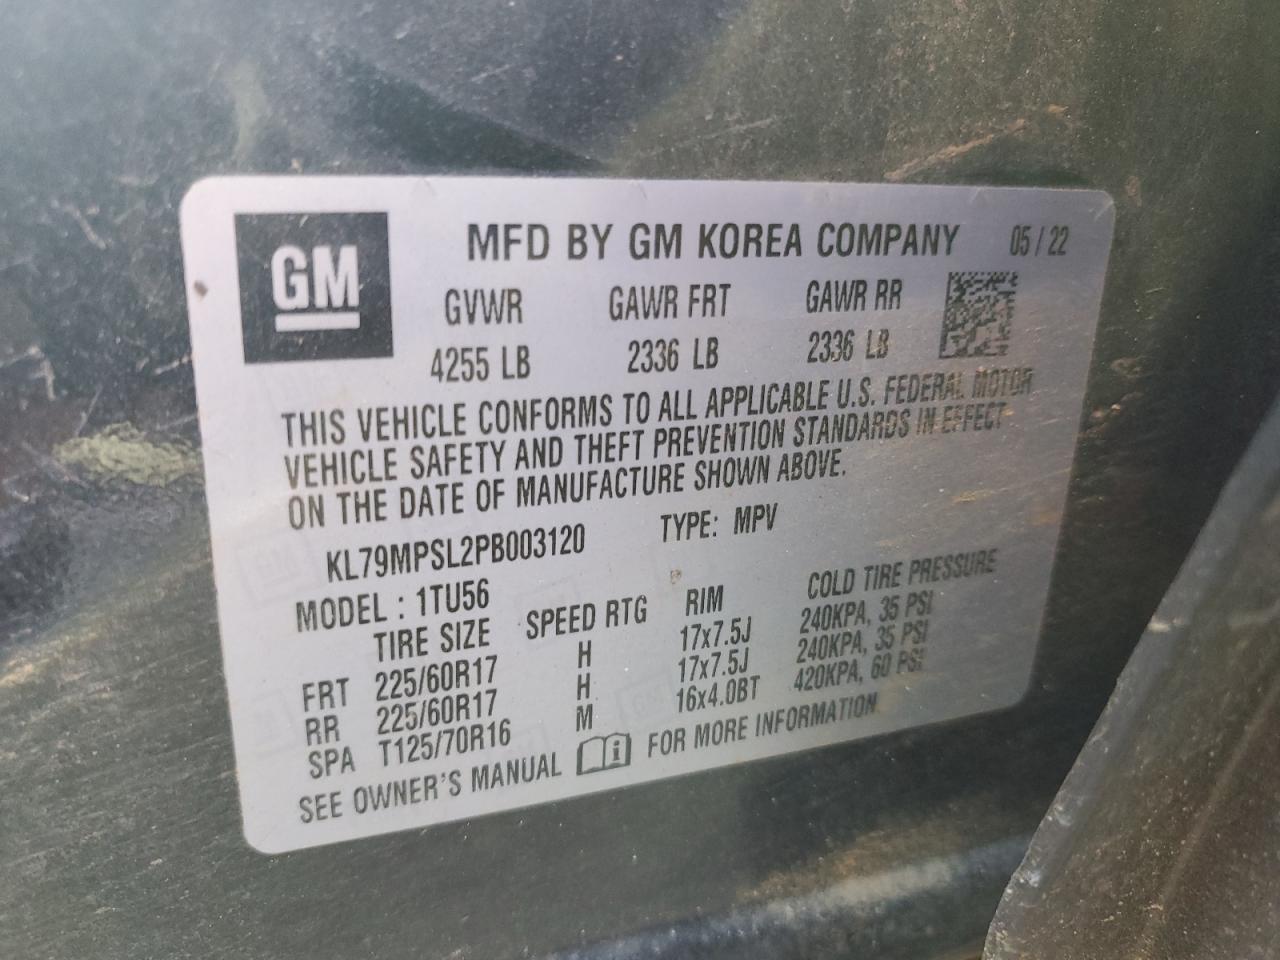 GM
MFD BY GM KOREA COMPANY 05 / 22
GVWR GAWR FRT GAWR RR
4255 LB 2336 LB 2336 LB
THIS VEHICLE CONFORMS TO ALL APPLICABLE U.S. FEDERAL MOTOR
VEHICLE SAFETY AND THEFT PREVENTION STANDARDS IN EFFECT
ON THE DATE OF MANUFACTURE SHOWN ABOVE.
KL79MPSL2PB003120 TYPE: MPV
MODEL : 1TU56
TIRE SIZE SPEED RTG RIM COLD TIRE PRESSURE
FRT 225/60R17 H 17x7.5J 240KPA, 35 PSI
RR 225/60R17 H 17x7.5J 240KPA, 35 PSI
SPA T125/70R16 M 16x4.0BT 420KPA, 60 PSI
SEE OWNER'S MANUAL i FOR MORE INFORMATION